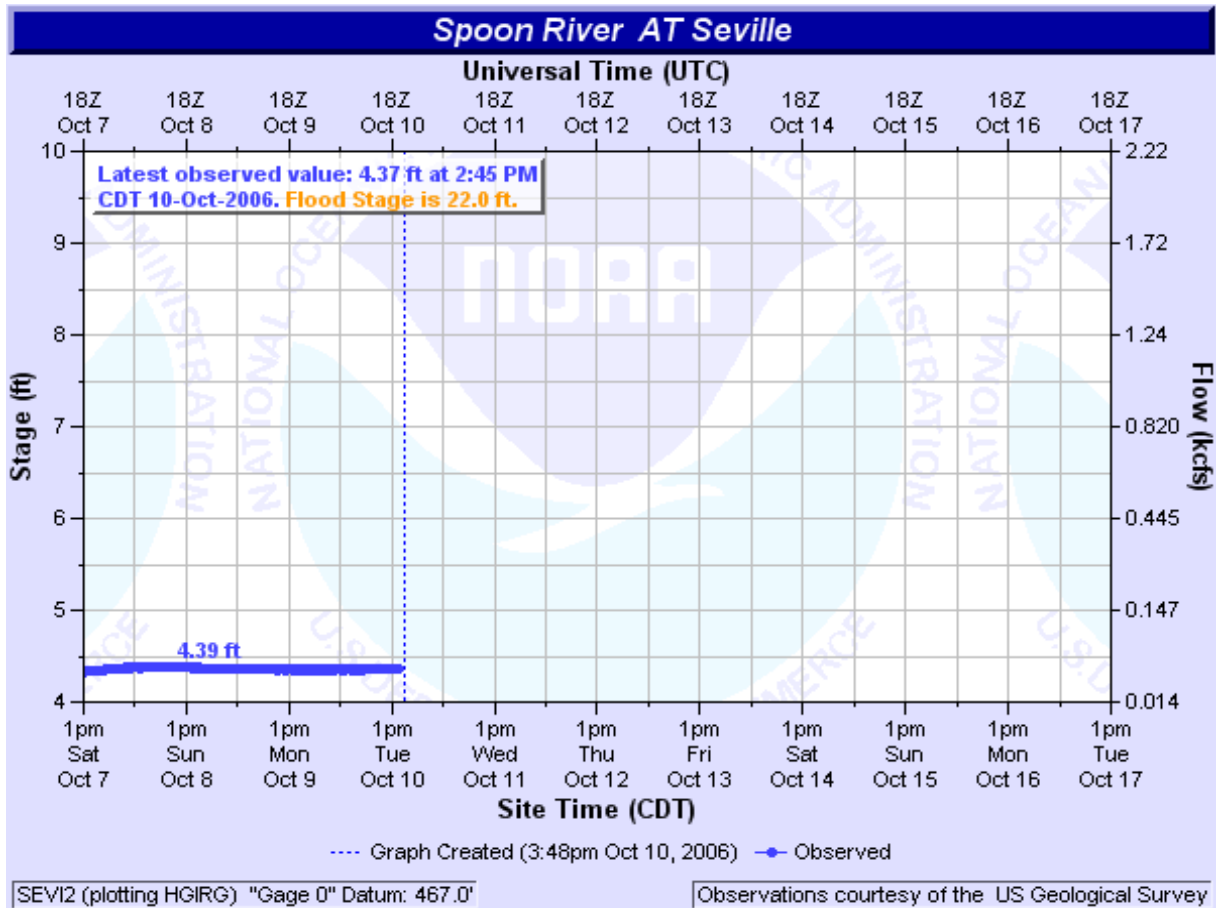 Spoon River AT Seville
Universal Time (UTC)
18Z 18Z 18Z 18Z 18Z 18Z 18Z 18Z 18Z 18Z 18Z
Oct 7 Oct 8 Oct 9 Oct 10 Oct 11 Oct 12 Oct 13 Oct 14 Oct 15 Oct 16 Oct 17
Latest observed value: 4.37 ft at 2:45 PM
CDT 10-Oct-2006. Flood Stage is 22.0 ft.
10 2.22
9 1.72
8 1.24
7 0.820
6 0.445
5 0.147
4 0.014
Stage (ft)
Flow (kcfs)
NOAA
NATIONAL OCEANIC
ADMINISTRATION
NATIONAL OCEANIC ADMINISTRATION
U.S.
MERCE
4.39 ft
1pm 1pm 1pm 1pm 1pm 1pm 1pm 1pm 1pm 1pm 1pm
Sat Sun Mon Tue Wed Thu Fri Sat Sun Mon Tue
Oct 7 Oct 8 Oct 9 Oct 10 Oct 11 Oct 12 Oct 13 Oct 14 Oct 15 Oct 16 Oct 17
Site Time (CDT)
Graph Created (3:48pm Oct 10, 2006) Observed
SEVI2 (plotting HGIRG) "Gage 0" Datum: 467.0'
Observations courtesy of the US Geological Survey